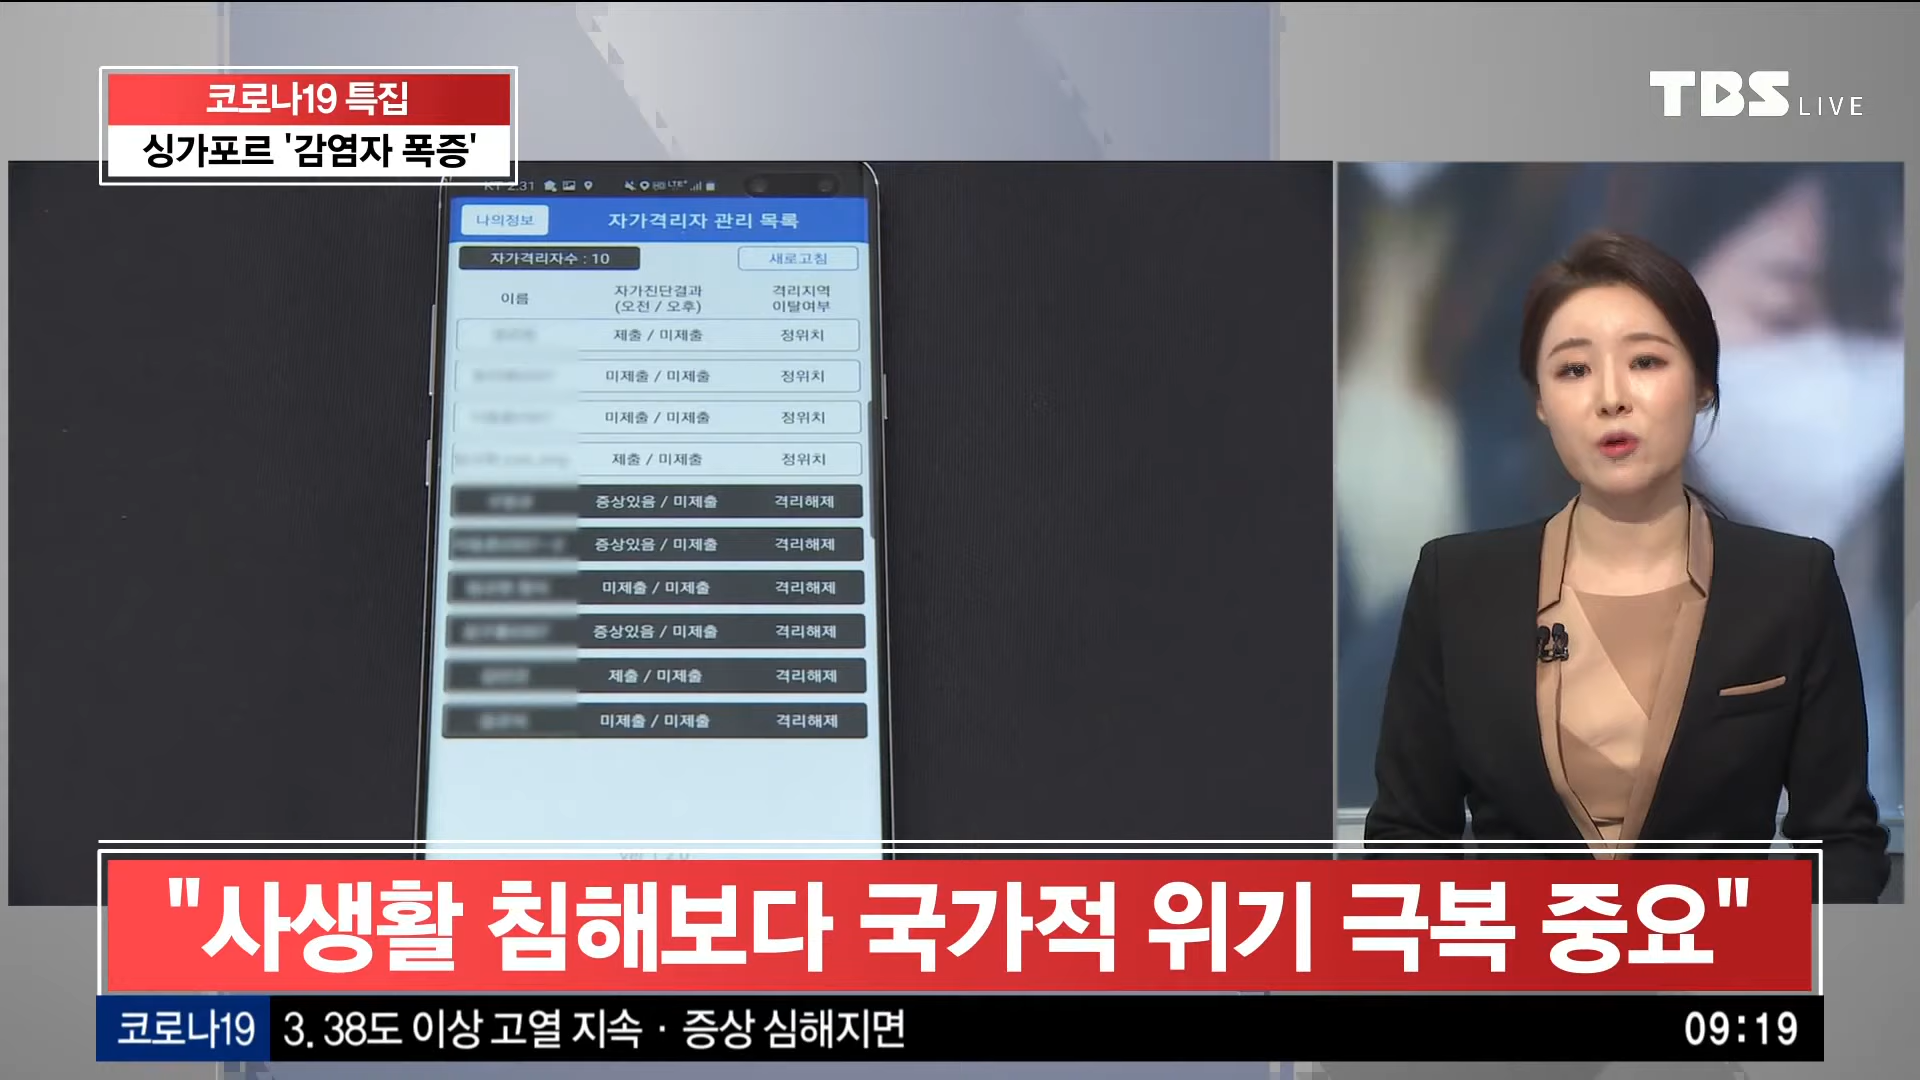 코로나19 특집
싱가포르 '감염자 폭증'
TBS LIVE
KT 2:31
나의정보 자가격리자 관리 목록
자가격리자수 : 10 새로고침
이름 자가진단결과 (오전 / 오후) 격리지역 이탈여부
제출 / 미제출 정위치
미제출 / 미제출 정위치
미제출 / 미제출 정위치
제출 / 미제출 정위치
증상있음 / 미제출 격리해제
증상있음 / 미제출 격리해제
미제출 / 미제출 격리해제
증상있음 / 미제출 격리해제
제출 / 미제출 격리해제
미제출 / 미제출 격리해제
"사생활 침해보다 국가적 위기 극복 중요"
코로나19 3. 38도 이상 고열 지속 · 증상 심해지면 09:19